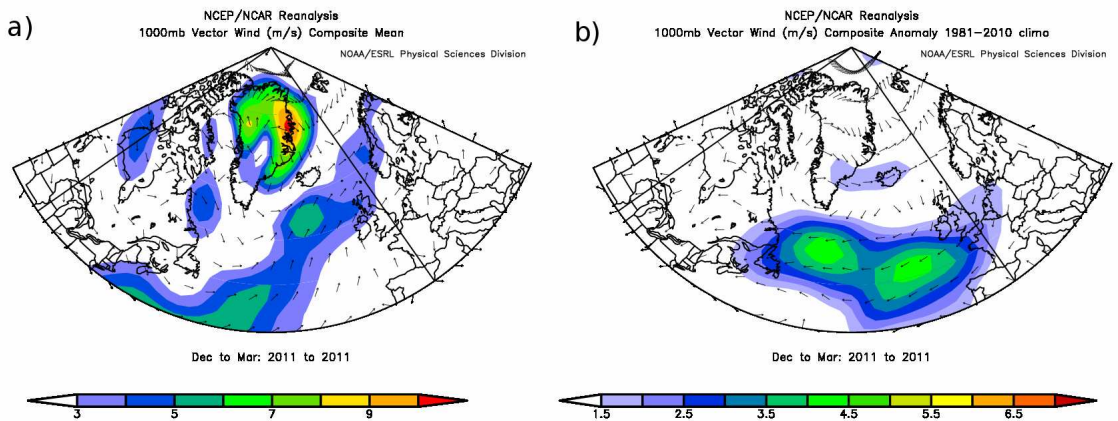 a)
NCEP/NCAR Reanalysis
1000mb Vector Wind (m/s) Composite Mean
NOAA/ESRL Physical Sciences Division
Dec to Mar: 2011 to 2011
3 5 7 9
b)
NCEP/NCAR Reanalysis
1000mb Vector Wind (m/s) Composite Anomaly 1981-2010 climo
NOAA/ESRL Physical Sciences Division
Dec to Mar: 2011 to 2011
1.5 2.5 3.5 4.5 5.5 6.5